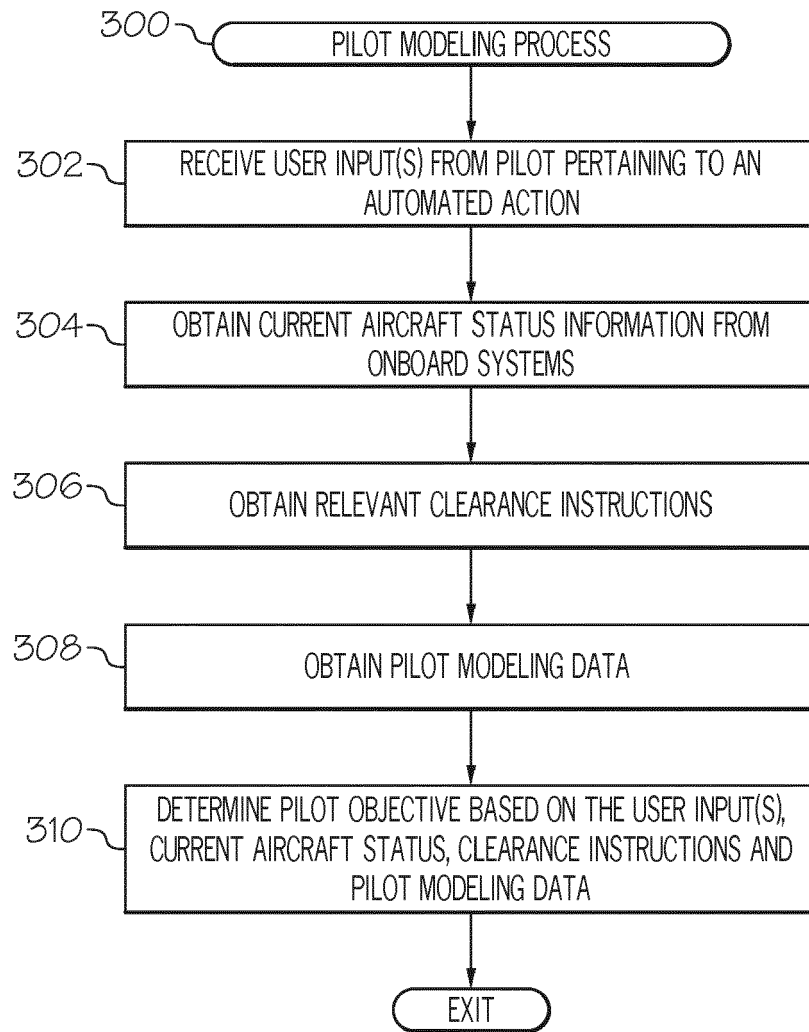 300
PILOT MODELING PROCESS
302
RECEIVE USER INPUT(S) FROM PILOT PERTAINING TO AN
AUTOMATED ACTION
304
OBTAIN CURRENT AIRCRAFT STATUS INFORMATION FROM
ONBOARD SYSTEMS
306
OBTAIN RELEVANT CLEARANCE INSTRUCTIONS
308
OBTAIN PILOT MODELING DATA
310
DETERMINE PILOT OBJECTIVE BASED ON THE USER INPUT(S),
CURRENT AIRCRAFT STATUS, CLEARANCE INSTRUCTIONS AND
PILOT MODELING DATA
EXIT